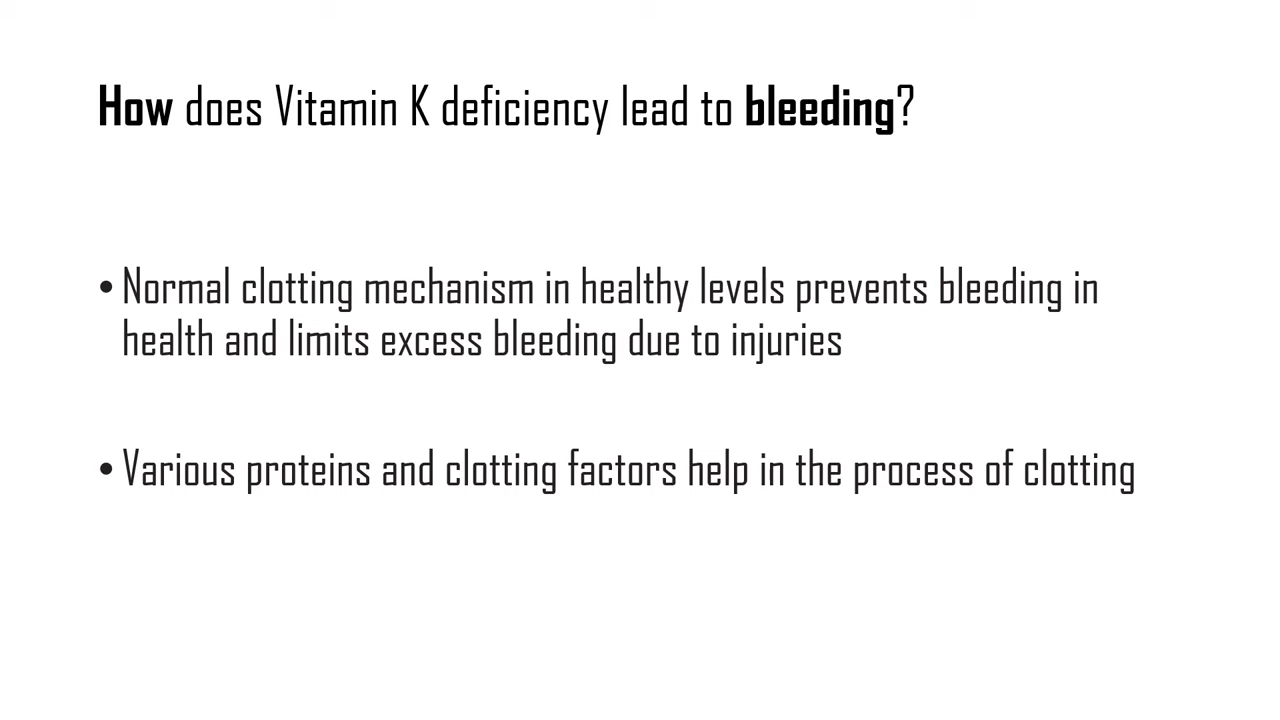 How does Vitamin K deficiency lead to bleeding?
• Normal clotting mechanism in healthy levels prevents bleeding in
health and limits excess bleeding due to injuries
• Various proteins and clotting factors help in the process of clotting